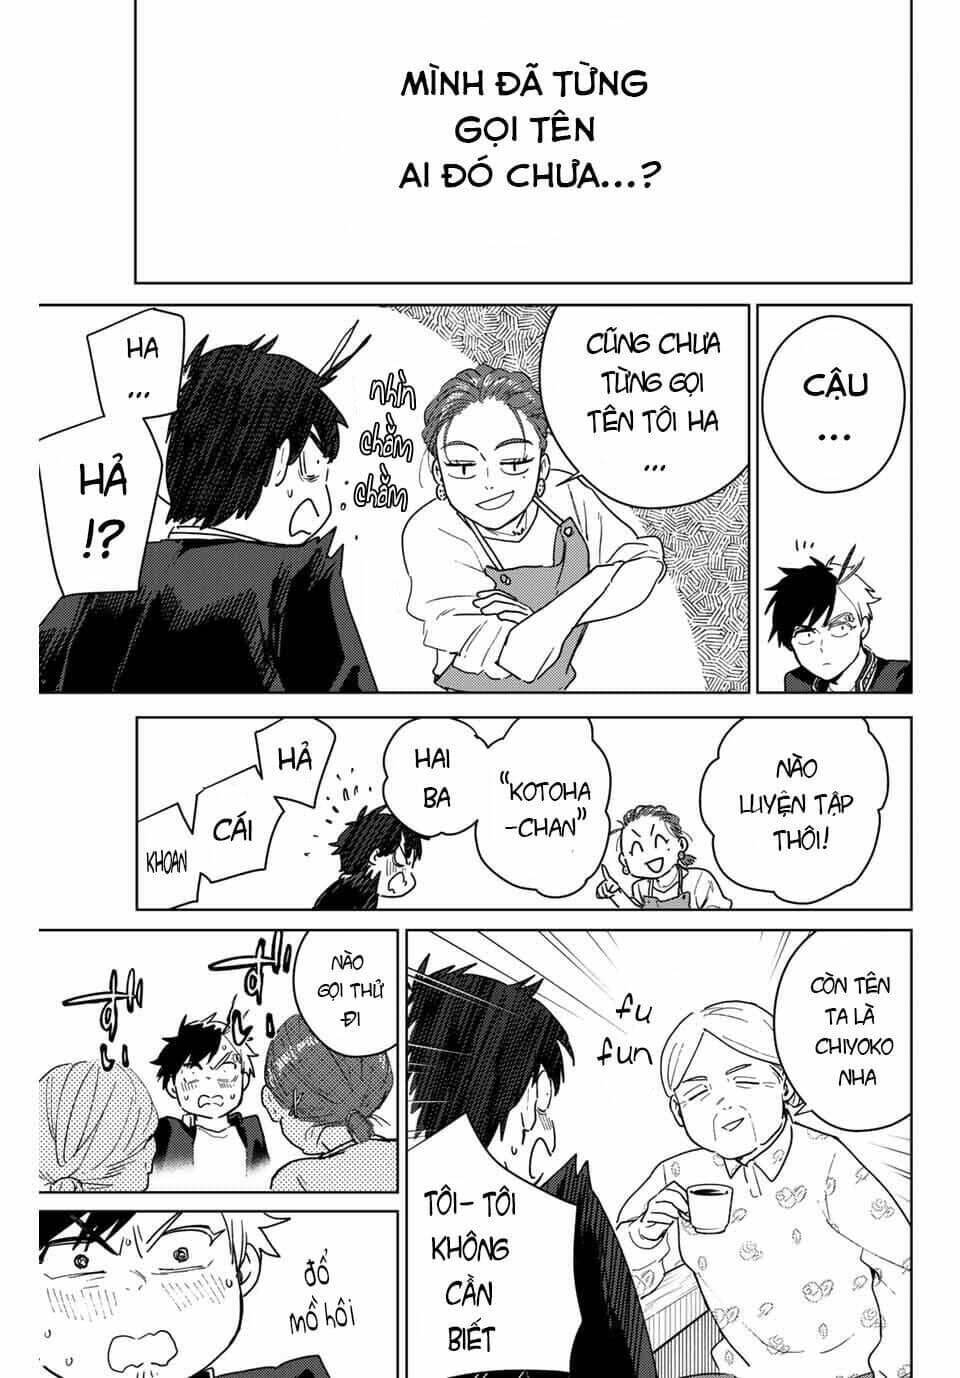 MÌNH ĐÃ TỪNG
GỌI TÊN
AI ĐÓ CHƯA...?
CẬU
...
CŨNG CHƯA
TỪNG GỌI
TÊN TÔI HA
...
nhìn
chằm
chằm
HA
...
HẢ
!?
NÀO
LUYỆN TẬP
THÔI!
"KOTOHA
-CHAN"
HAI
BA
HẢ
CÁI
KHOAN
CÒN TÊN
TA LÀ
CHIYOKO
NHA
fu
fun
TÔI- TÔI
KHÔNG
CẦN
BIẾT
NÀO
GỌI THỬ
ĐI
đổ
mồ hôi